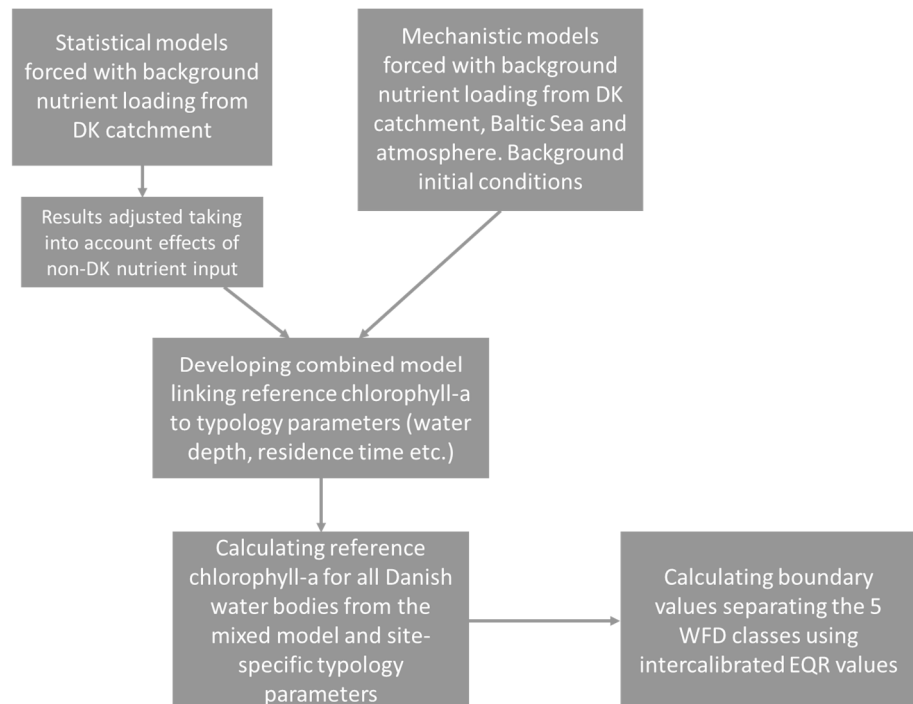 Statistical models
forced with background
nutrient loading from
DK catchment
Mechanistic models
forced with background
nutrient loading from DK
catchment, Baltic Sea and
atmosphere. Background
initial conditions
Results adjusted taking
into account effects of
non-DK nutrient input
Developing combined model
linking reference chlorophyll-a
to typology parameters (water
depth, residence time etc.)
Calculating reference
chlorophyll-a for all Danish
water bodies from the
mixed model and site-
specific typology
parameters
Calculating boundary
values separating the 5
WFD classes using
intercalibrated EQR values